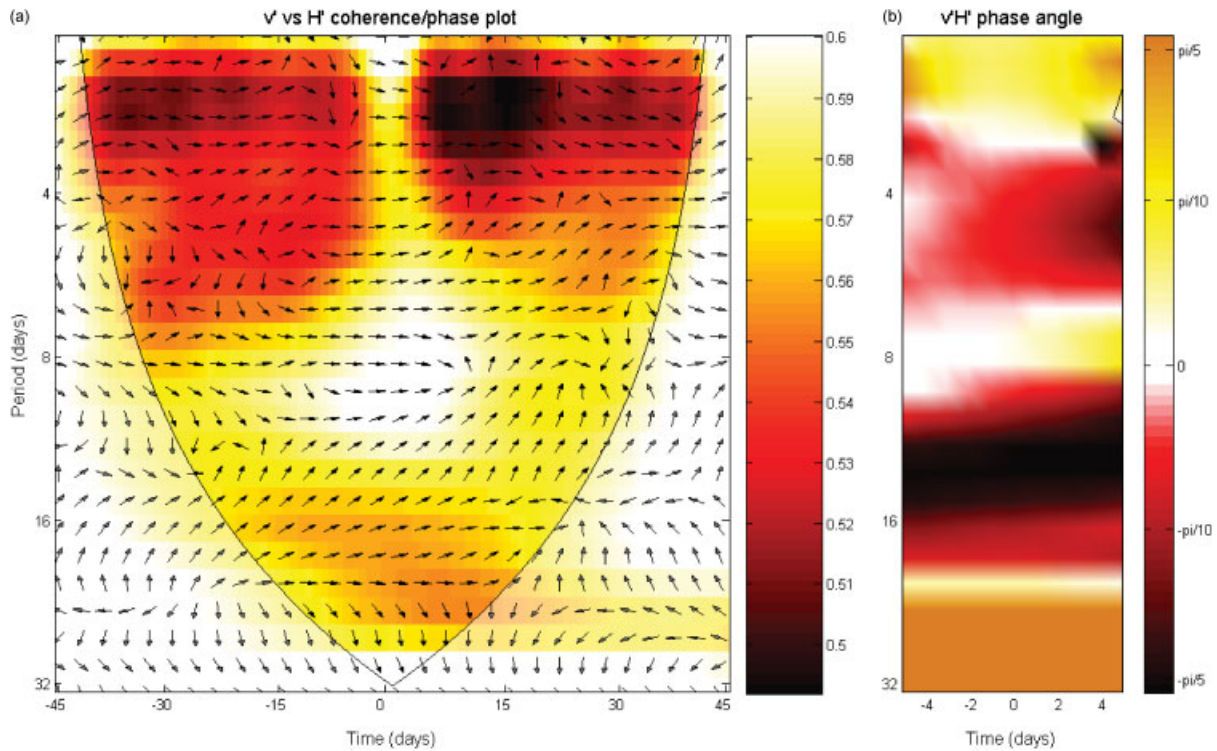 (a)
v' vs H' coherence/phase plot
Period (days)
4
8
16
32
-45
-30
-15
0
15
30
45
Time (days)
0.6
0.59
0.58
0.57
0.56
0.55
0.54
0.53
0.52
0.51
0.5
(b)
v'H' phase angle
4
8
16
32
-4
-2
0
2
4
Time (days)
pi/5
pi/10
0
-pi/10
-pi/5